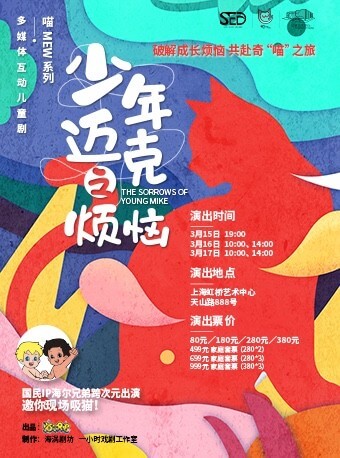 SED
破解成长烦恼 共赴奇“喵”之旅
喵 MEW 系列
多媒体互动儿童剧
少年
迈克
的
烦恼
THE SORROWS OF
YOUNG MIKE
演出时间
3月15日 19:00
3月16日 10:00、14:00
3月17日 10:00、14:00
演出地点
上海虹桥艺术中心
天山路888号
演出票价
80元／180元／280元／380元
499元 家庭套票 (280*2)
699元 家庭套票 (280*3)
999元 家庭套票 (380*3)
国民IP海尔兄弟跨次元出演
邀你现场吸猫！
出品：
制作：海满剧坊 一小时戏剧工作室